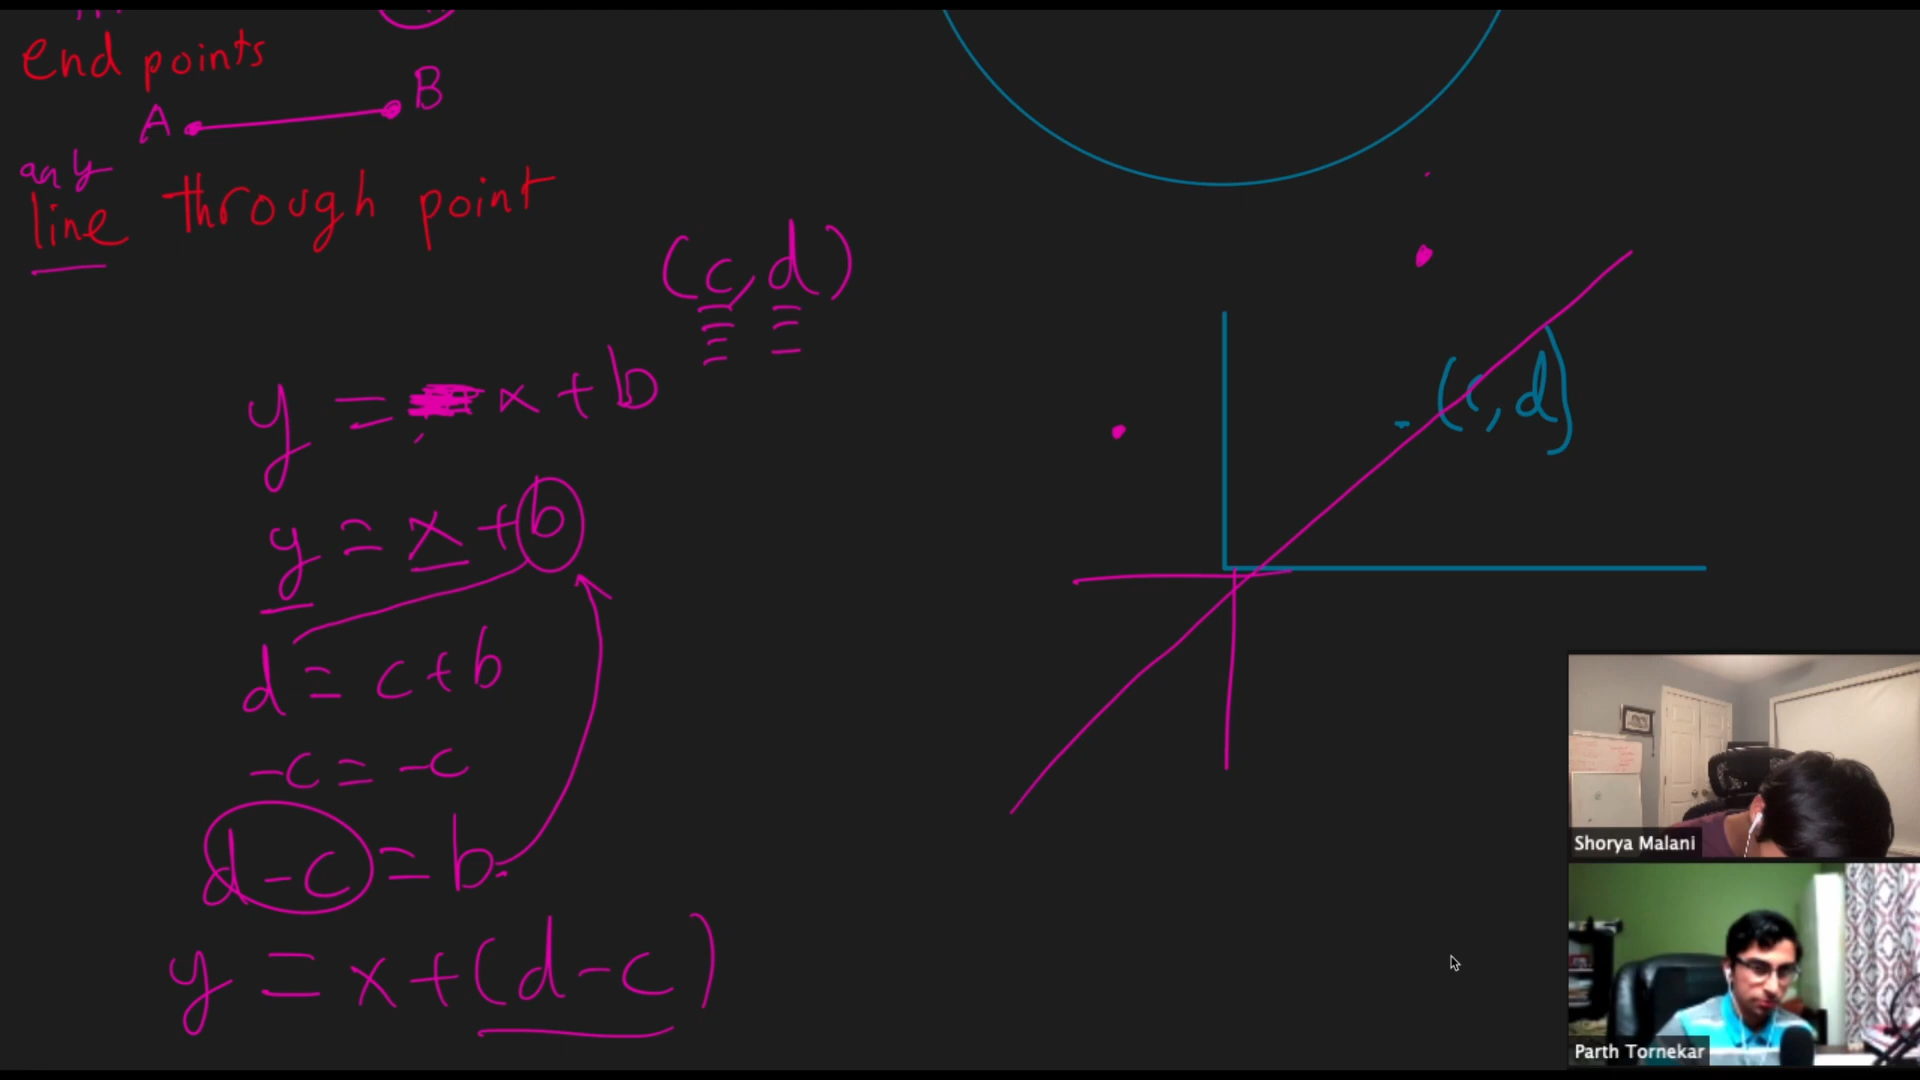 end points
A B
any
line through point
(c,d)
y = x + b
y = x + b
d = c + b
-c = -c
d - c = b
y = x + (d - c)
(c, d)
Shorya Malani
Parth Tornekar